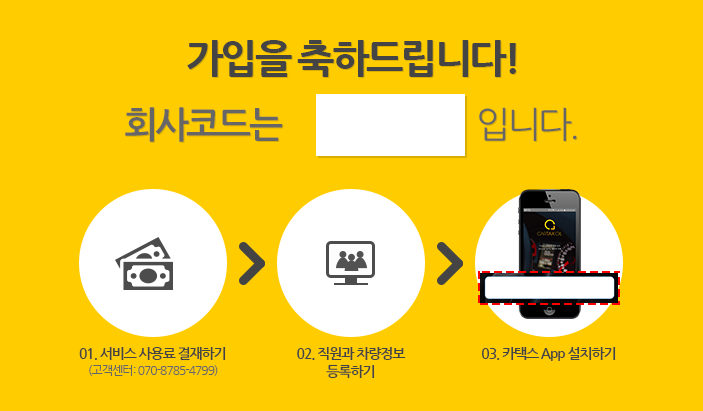 가입을 축하드립니다!
회사코드는 입니다.
01. 서비스 사용료 결재하기
(고객센터: 070-8785-4799)
02. 직원과 차량정보
등록하기
03. 카택스 App 설치하기